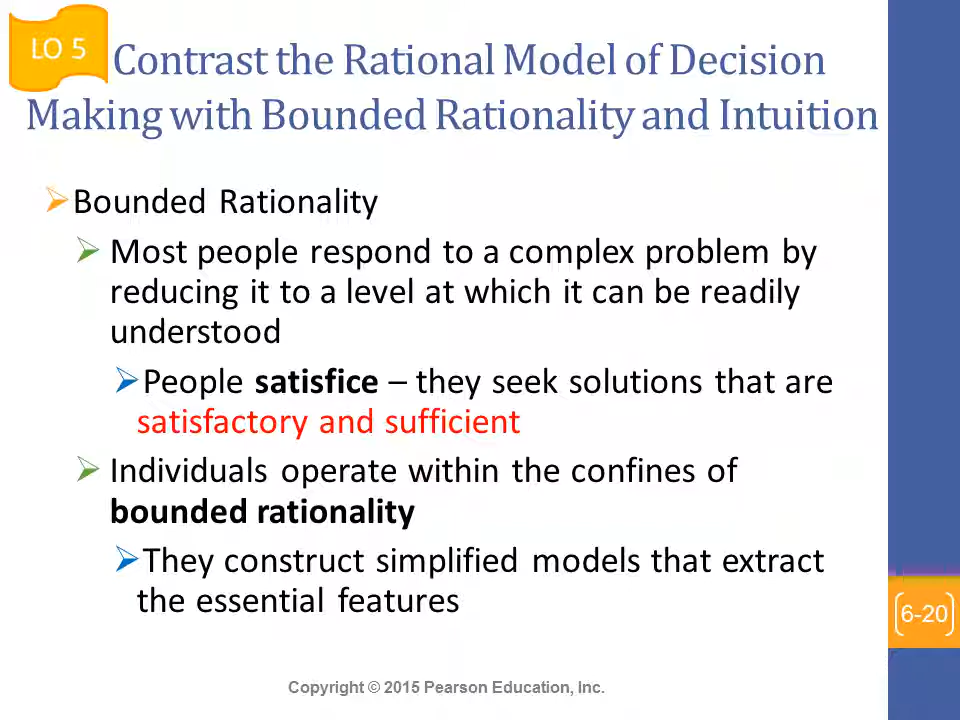 LO 5
Contrast the Rational Model of Decision
Making with Bounded Rationality and Intuition
Bounded Rationality
Most people respond to a complex problem by
reducing it to a level at which it can be readily
understood
People satisfice – they seek solutions that are
satisfactory and sufficient
Individuals operate within the confines of
bounded rationality
They construct simplified models that extract
the essential features
6-20
Copyright © 2015 Pearson Education, Inc.